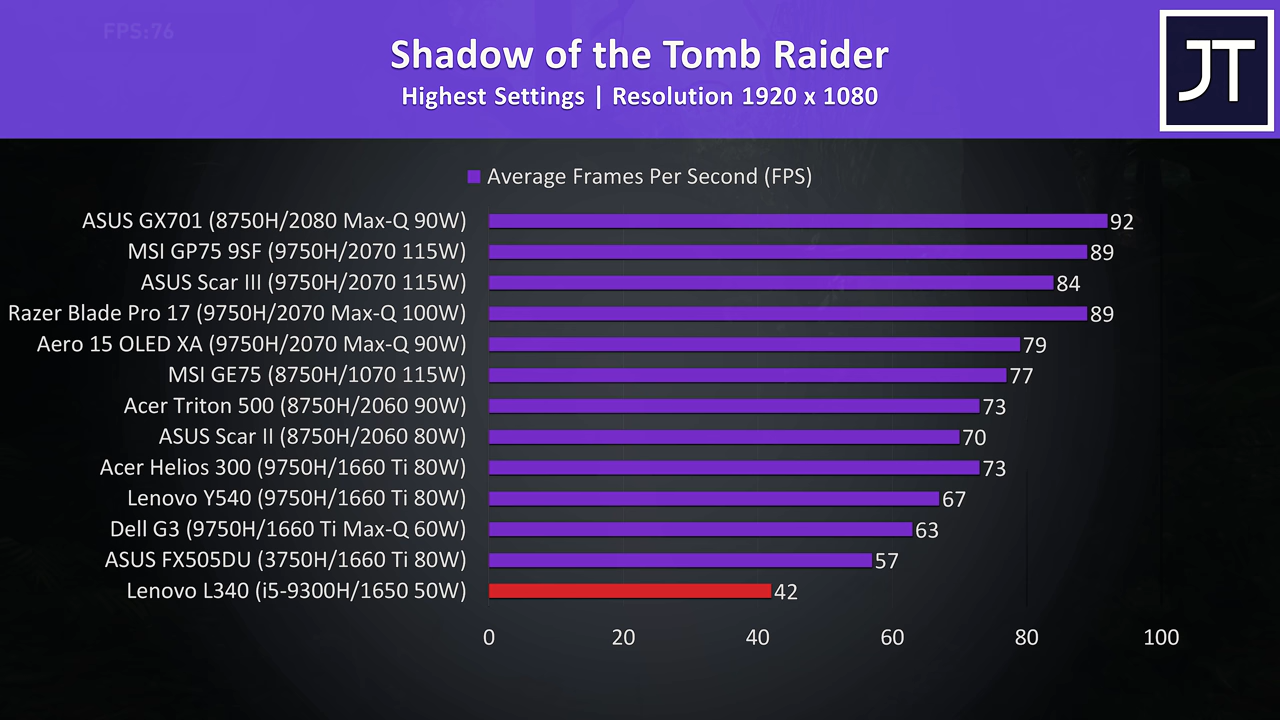 FPS:76
Shadow of the Tomb Raider
Highest Settings | Resolution 1920 x 1080
JT
Average Frames Per Second (FPS)
ASUS GX701 (8750H/2080 Max-Q 90W) 92
MSI GP75 9SF (9750H/2070 115W) 89
ASUS Scar III (9750H/2070 115W) 84
Razer Blade Pro 17 (9750H/2070 Max-Q 100W) 89
Aero 15 OLED XA (9750H/2070 Max-Q 90W) 79
MSI GE75 (8750H/1070 115W) 77
Acer Triton 500 (8750H/2060 90W) 73
ASUS Scar II (8750H/2060 80W) 70
Acer Helios 300 (9750H/1660 Ti 80W) 73
Lenovo Y540 (9750H/1660 Ti 80W) 67
Dell G3 (9750H/1660 Ti Max-Q 60W) 63
ASUS FX505DU (3750H/1660 Ti 80W) 57
Lenovo L340 (i5-9300H/1650 50W) 42
0 20 40 60 80 100